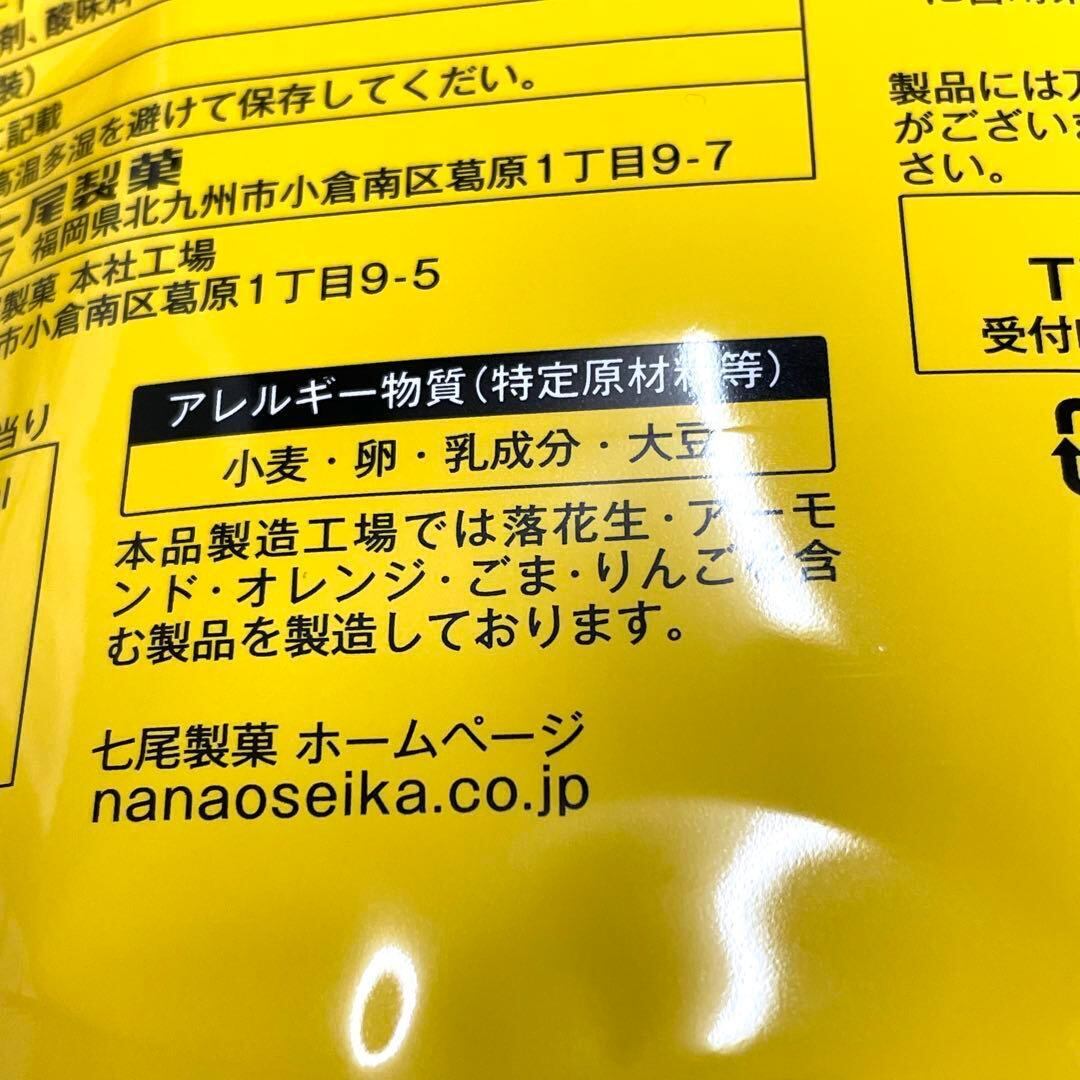 剤、酸味料
装)
に記載
高温多湿を避けて保存してくだい。
七尾製菓
7 福岡県北九州市小倉南区葛原1丁目9-7
製菓 本社工場
市小倉南区葛原1丁目9-5
当り
アレルギー物質(特定原材料等)
小麦・卵・乳成分・大豆
本品製造工場では落花生・アーモ
ンド・オレンジ・ごま・りんごを含
む製品を製造しております。
七尾製菓 ホームページ
nanaoseika.co.jp
製品には万
がござい
さい。
T
受付